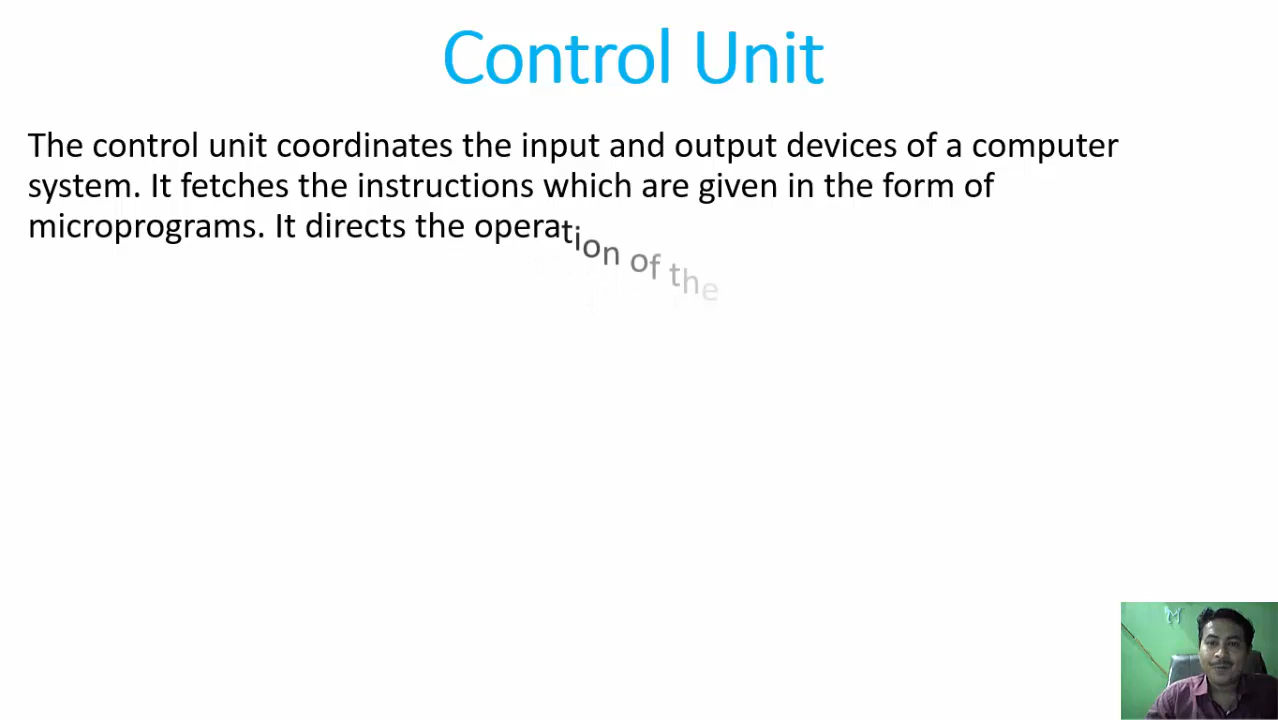 Control Unit
The control unit coordinates the input and output devices of a computer
system. It fetches the instructions which are given in the form of
microprograms. It directs the operation of the
M